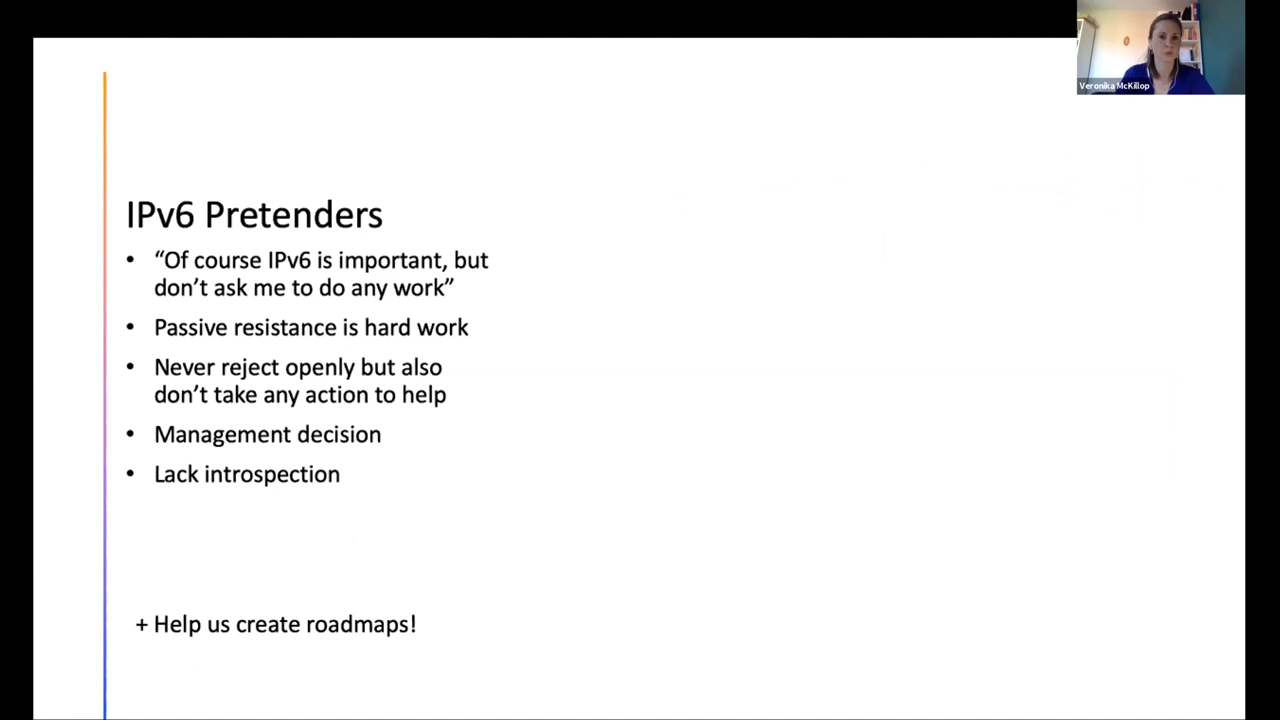 Veronika McKillop
IPv6 Pretenders
• “Of course IPv6 is important, but
don’t ask me to do any work”
• Passive resistance is hard work
• Never reject openly but also
don’t take any action to help
• Management decision
• Lack introspection
+ Help us create roadmaps!